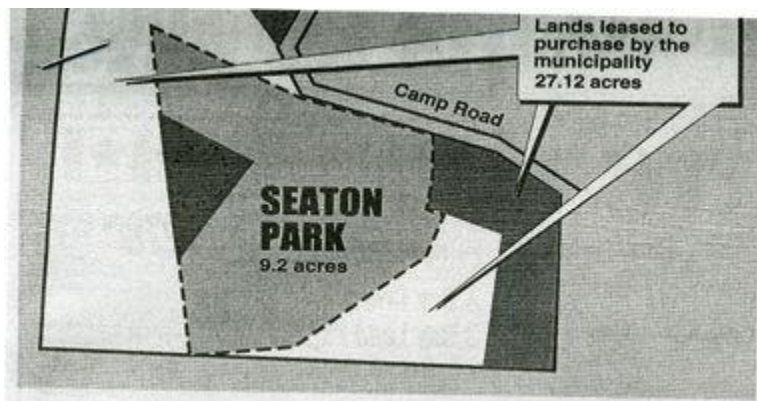 Lands leased to
purchase by the
municipality
27.12 acres
Camp Road
SEATON
PARK
9.2 acres